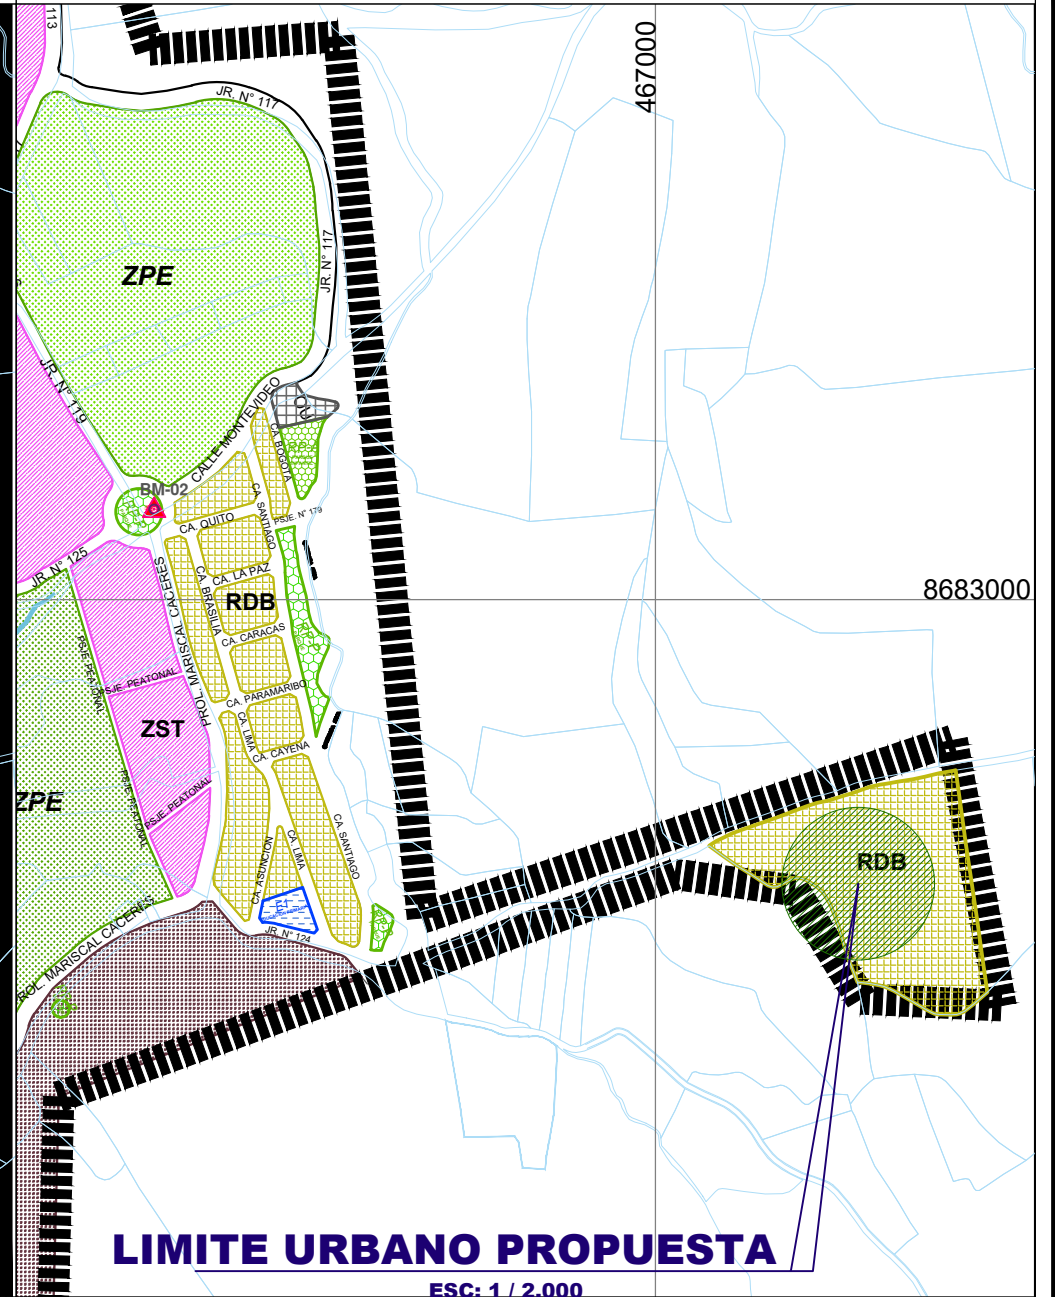 113
467000
JR. N° 117
ZPE
JR. N° 117
JR. N° 119
CALLE MONTEVIDEO
OU
CA. BOGOTA
BM-02
CA. SANTIAGO
PSJE. N° 179
CA. QUITO
JR. N° 125
CA. LA PAZ
PROL. MARISCAL CACERES
CA. BRASILIA
RDB
8683000
CA. CARACAS
PSJE. PEATONAL
PSJE. PEATONAL
CA. PARAMARIBO
ZST
CA. LIMA
CA. CAYENA
ZPE
PSJE. PEATONAL
PSJE. PEATONAL
CA. SANTIAGO
CA. LIMA
CA. ASUNCION
RDB
E1
JR. N° 124
ROL. MARISCAL CACERES
LIMITE URBANO PROPUESTA
ESC: 1 / 2,000